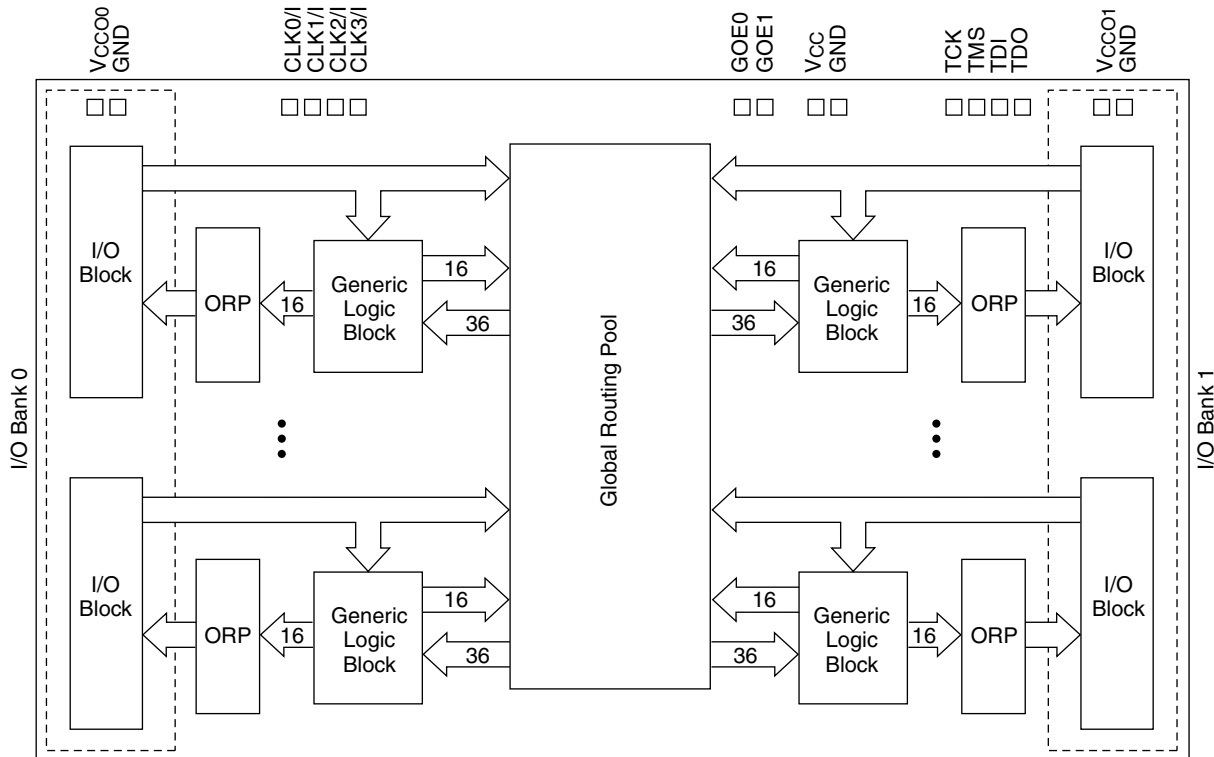 VCCO0
GND
CLK0/I
CLK1/I
CLK2/I
CLK3/I
GOE0
GOE1
VCC
GND
TCK
TMS
TDI
TDO
VCCO1
GND
I/O Bank 0
I/O
Block
ORP
16
Generic
Logic
Block
16
36
Global Routing Pool
16
36
Generic
Logic
Block
16
ORP
I/O
Block
I/O Bank 1
I/O
Block
ORP
16
Generic
Logic
Block
16
36
16
36
Generic
Logic
Block
16
ORP
I/O
Block